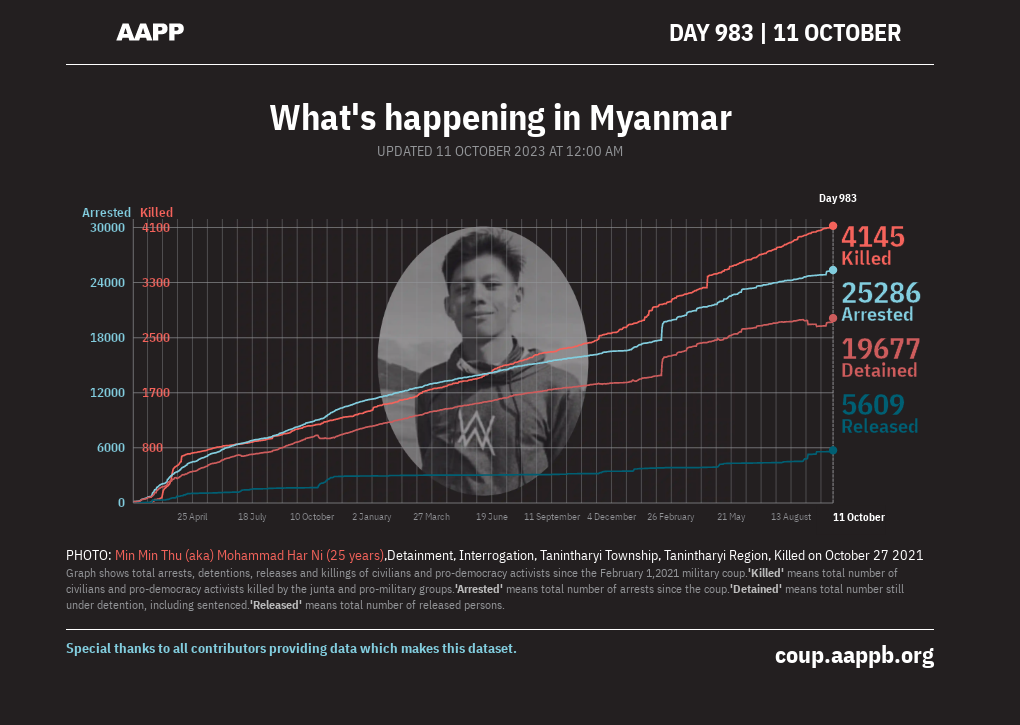 AAPP
DAY 983 | 11 OCTOBER
What's happening in Myanmar
UPDATED 11 OCTOBER 2023 AT 12:00 AM
Day 983
Arrested Killed
30000 4100
24000 3300
18000 2500
12000 1700
6000 800
0
4145
Killed
25286
Arrested
19677
Detained
5609
Released
25 April 18 July 10 October 2 January 27 March 19 June 11 September 4 December 26 February 21 May 13 August 11 October
PHOTO: Min Min Thu (aka) Mohammad Har Ni (25 years),Detainment, Interrogation, Tanintharyi Township, Tanintharyi Region, Killed on October 27 2021
Graph shows total arrests, detentions, releases and killings of civilians and pro-democracy activists since the February 1,2021 military coup.'Killed' means total number of
civilians and pro-democracy activists killed by the junta and pro-military groups.'Arrested' means total number of arrests since the coup.'Detained' means total number still
under detention, including sentenced.'Released' means total number of released persons.
Special thanks to all contributors providing data which makes this dataset.
coup.aappb.org